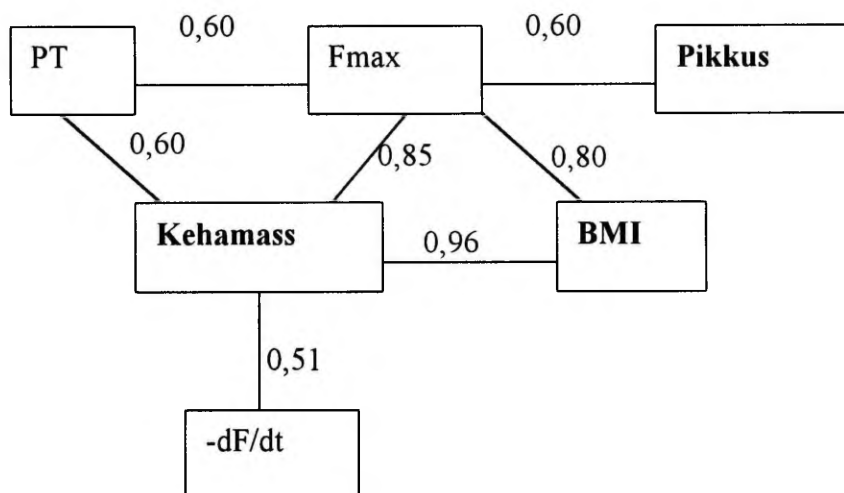 0,60
0,60
PT
Fmax
Pikkus
0,60
0,85
0,80
Kehamass
BMI
0,96
0,51
-dF/dt